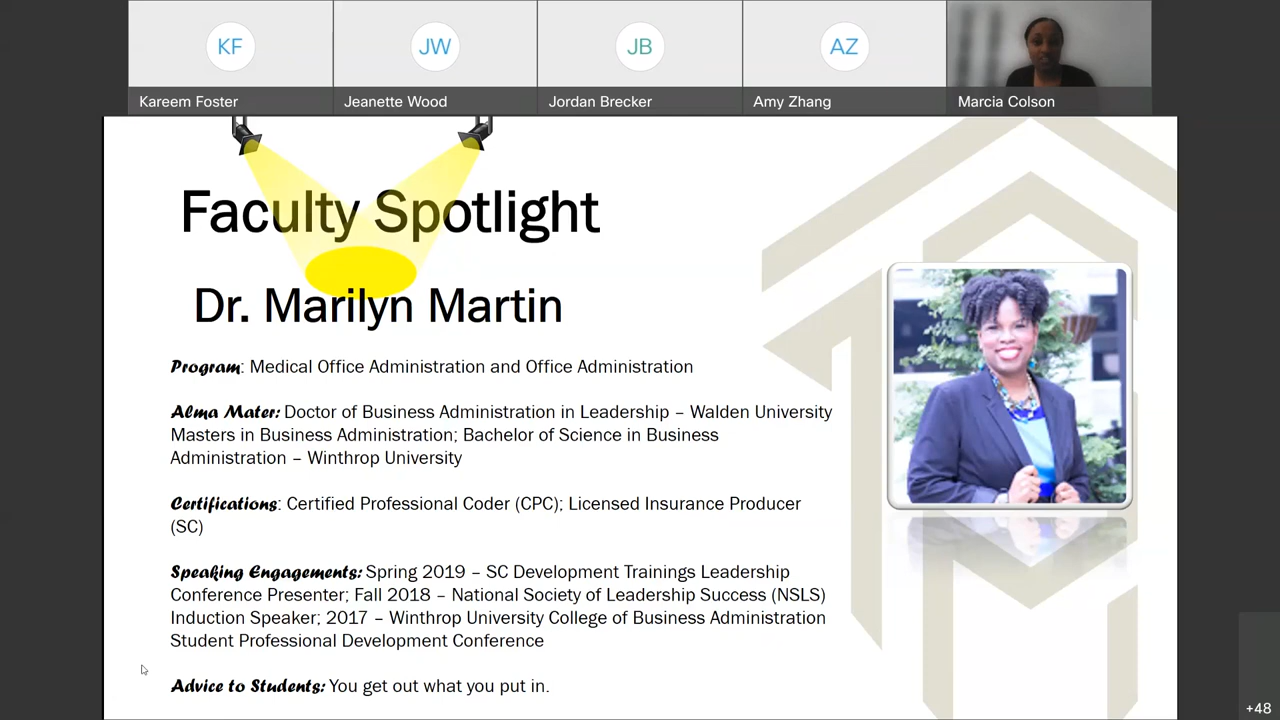 KF
JW
JB
AZ
Kareem Foster
Jeanette Wood
Jordan Brecker
Amy Zhang
Marcia Colson
Faculty Spotlight
Dr. Marilyn Martin
Program: Medical Office Administration and Office Administration
Alma Mater: Doctor of Business Administration in Leadership – Walden University
Masters in Business Administration; Bachelor of Science in Business
Administration – Winthrop University
Certifications: Certified Professional Coder (CPC); Licensed Insurance Producer
(SC)
Speaking Engagements: Spring 2019 – SC Development Trainings Leadership
Conference Presenter; Fall 2018 – National Society of Leadership Success (NSLS)
Induction Speaker; 2017 – Winthrop University College of Business Administration
Student Professional Development Conference
Advice to Students: You get out what you put in.
+48